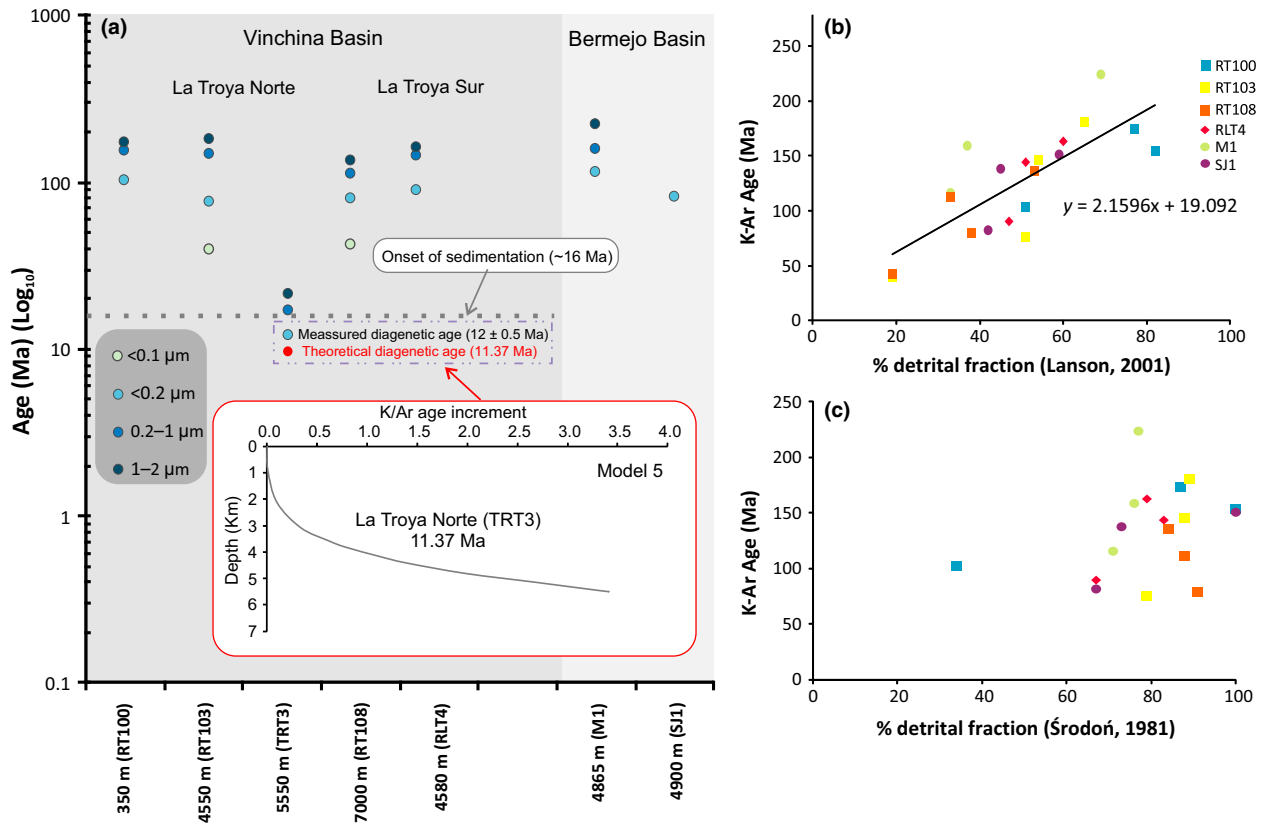 (a)
Vinchina Basin
Bermejo Basin
La Troya Norte
La Troya Sur
Age (Ma) (Log10)
1000
100
10
1
0.1
Onset of sedimentation (~16 Ma)
Meassured diagenetic age (12 ± 0.5 Ma)
Theoretical diagenetic age (11.37 Ma)
<0.1 µm
<0.2 µm
0.2–1 µm
1–2 µm
K/Ar age increment
0.0 0.5 1.0 1.5 2.0 2.5 3.0 3.5 4.0
Depth (Km)
0
1
2
3
4
5
6
7
Model 5
La Troya Norte (TRT3)
11.37 Ma
350 m (RT100)
4550 m (RT103)
5550 m (TRT3)
7000 m (RT108)
4580 m (RLT4)
4865 m (M1)
4900 m (SJ1)
(b)
K-Ar Age (Ma)
250
200
150
100
50
0
0 20 40 60 80 100
% detrital fraction (Lanson, 2001)
y = 2.1596x + 19.092
RT100
RT103
RT108
RLT4
M1
SJ1
(c)
K-Ar Age (Ma)
250
200
150
100
50
0
0 20 40 60 80 100
% detrital fraction (Środoń, 1981)